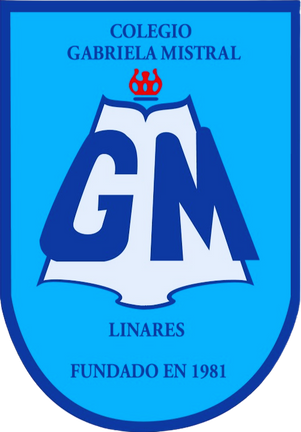 COLEGIO
GABRIELA MISTRAL
GM
LINARES
FUNDADO EN 1981